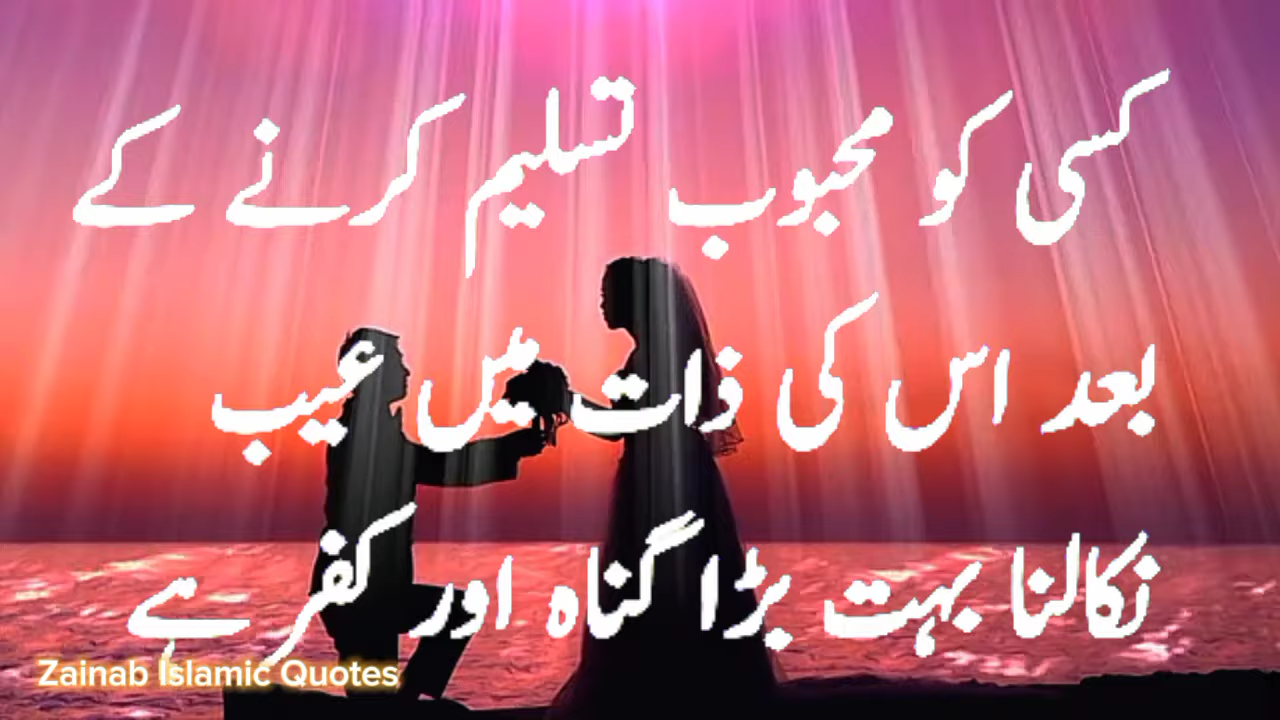 کسی کو محبوب تسلیم کرنے کے
بعد اس کی ذات میں عیب
نکالنا بہت بڑا گناہ اور کفر ہے
Zainab Islamic Quotes